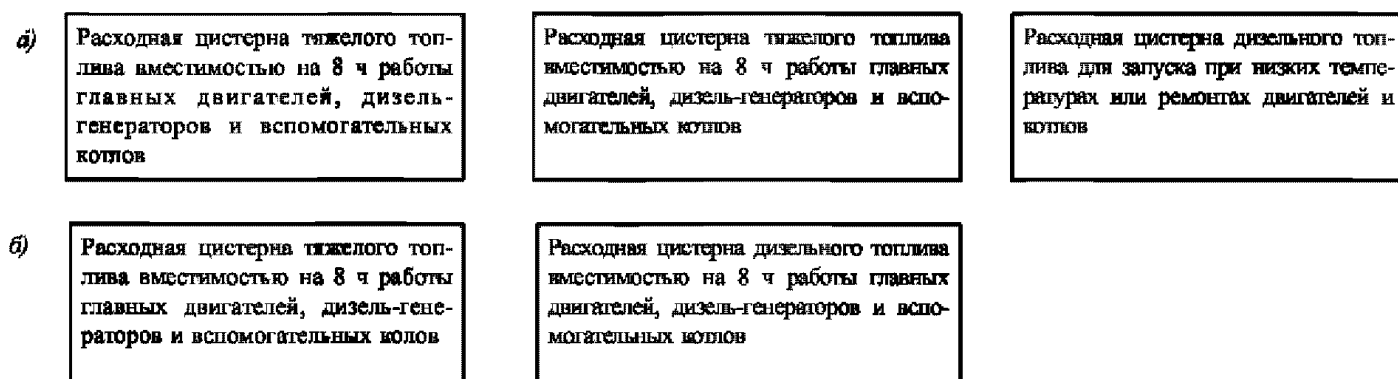 а)
Расходная цистерна тяжелого топ-
лива вместимостью на 8 ч работы
главных двигателей, дизель-
генераторов и вспомогательных
котлов
Расходная цистерна тяжелого топлива
вместимостью на 8 ч работы главных
двигателей, дизель-генераторов и вспо-
могательных котлов
Расходная цистерна дизельного топ-
лива для запуска при низких темпе-
ратурах или ремонтах двигателей и
котлов
б)
Расходная цистерна тяжелого топ-
лива вместимостью на 8 ч работы
главных двигателей, дизель-гене-
раторов и вспомогательных колов
Расходная цистерна дизельного топлива
вместимостью на 8 ч работы главных
двигателей, дизель-генераторов и вспо-
могательных котлов